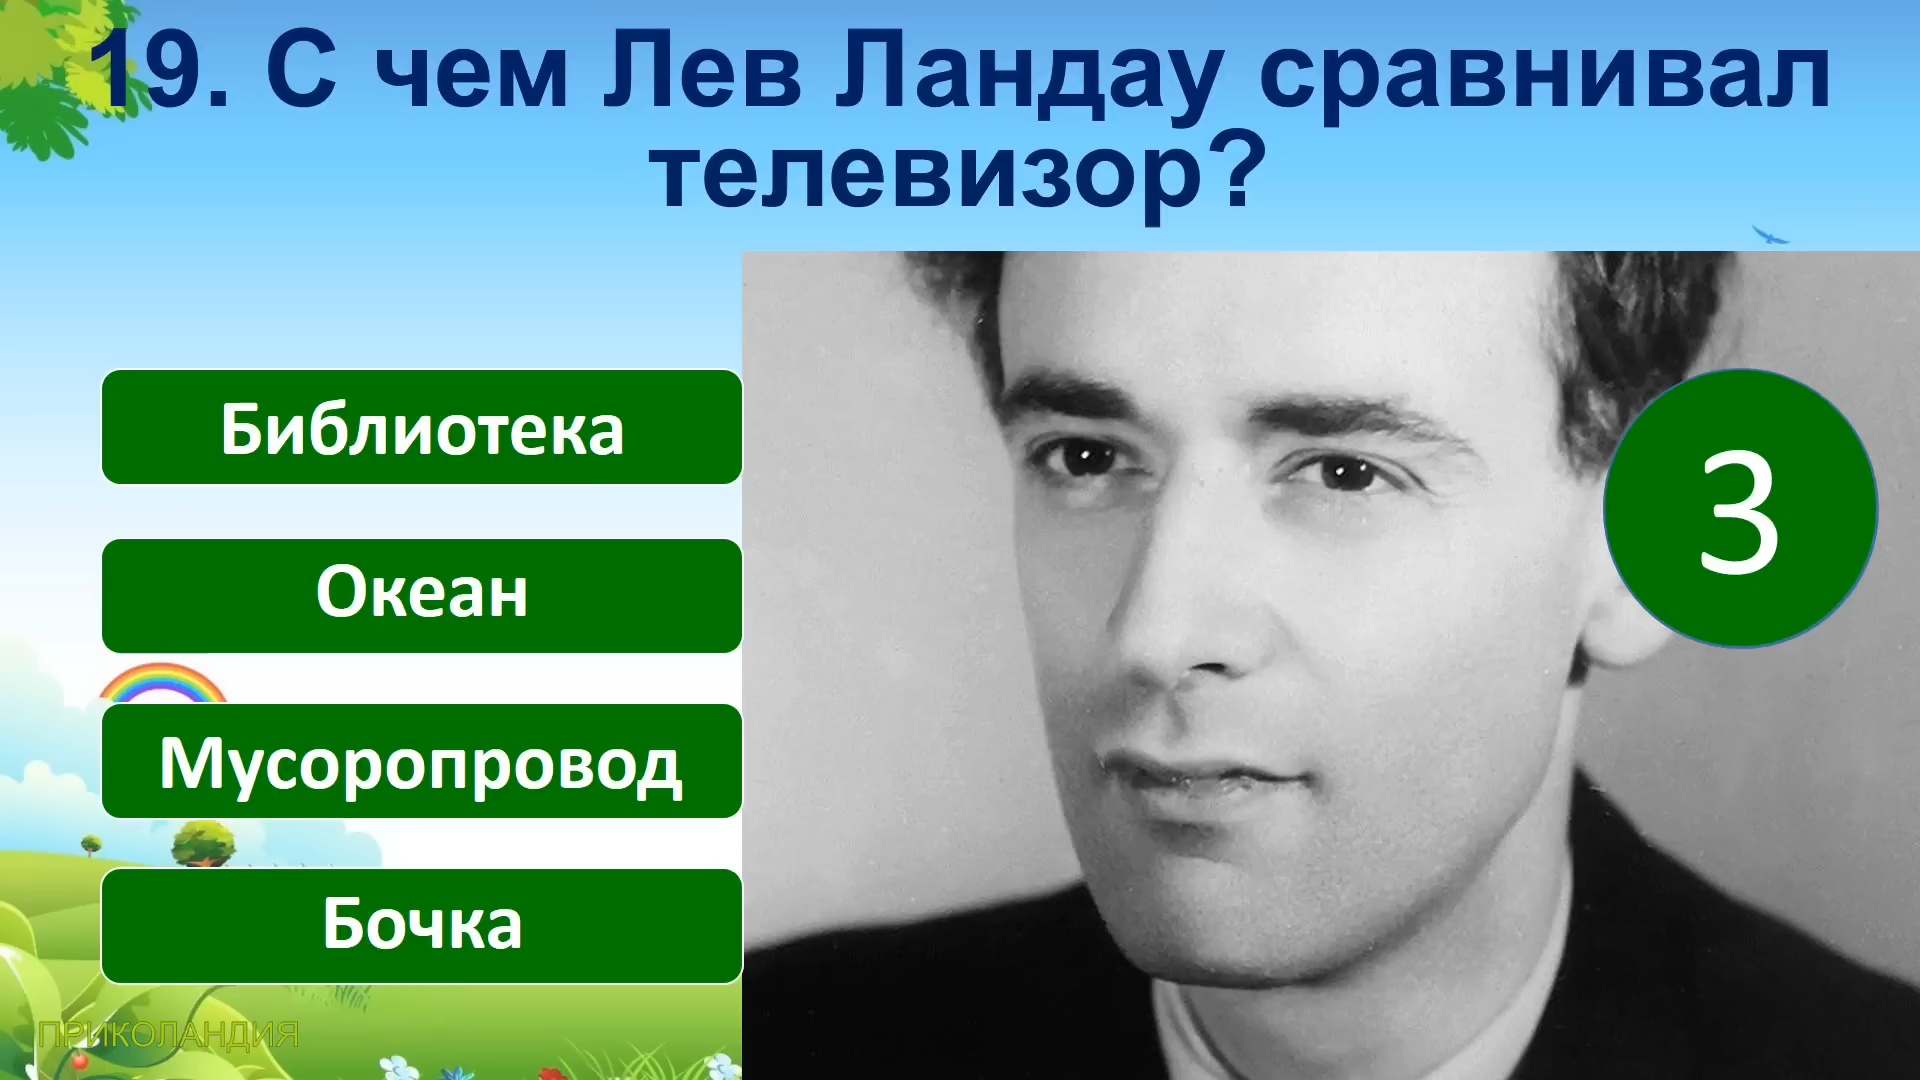 19. С чем Лев Ландау сравнивал
телевизор?
Библиотека
3
Океан
Мусоропровод
Бочка
ПРИКОЛАНДИЯ